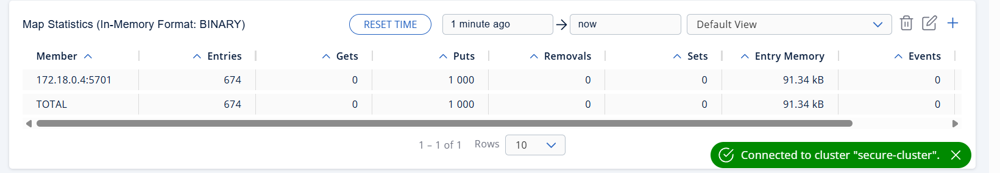 Map Statistics (In-Memory Format: BINARY) RESET TIME 1 minute ago now Default View
Member Entries Gets Puts Removals Sets Entry Memory Events
172.18.0.4:5701 674 0 1 000 0 0 91.34 kB 0
TOTAL 674 0 1 000 0 0 91.34 kB 0
1 – 1 of 1 Rows 10
Connected to cluster "secure-cluster".